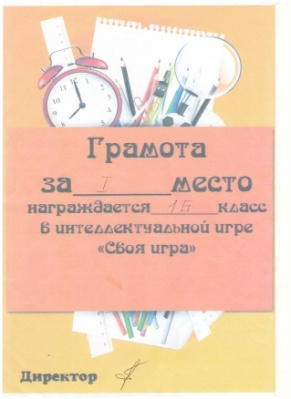 Грамота
за I место
награждается 1Б класс
в интеллектуальной игре
«Своя игра»
Директор